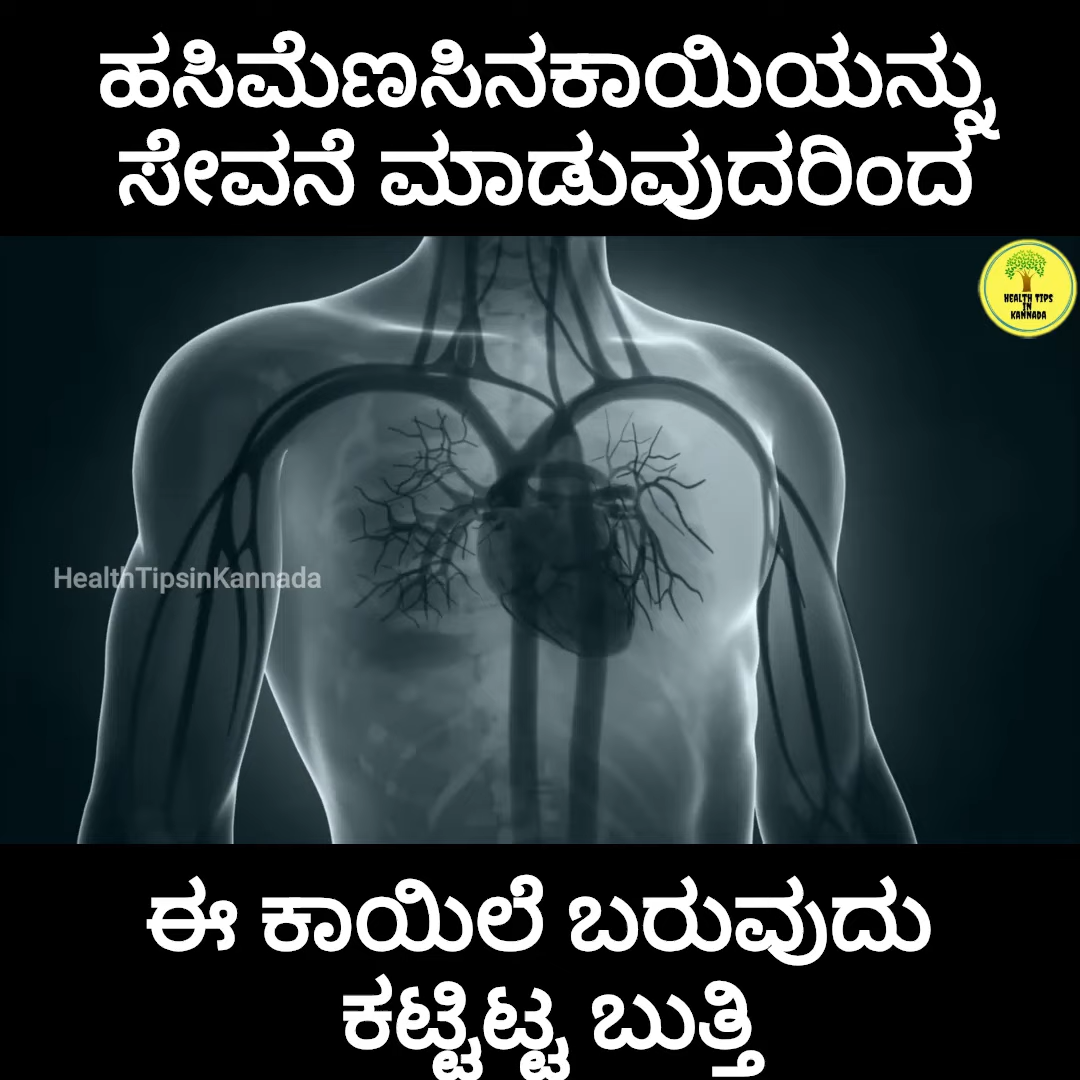 ಹಸಿಮೆಣಸಿನಕಾಯಿಯನ್ನು
ಸೇವನೆ ಮಾಡುವುದರಿಂದ
HEALTH TIPS
IN
KANNADA
HealthTipsinKannada
ಈ ಕಾಯಿಲೆ ಬರುವುದು
ಕಟ್ಟಿಟ್ಟ ಬುತ್ತಿ